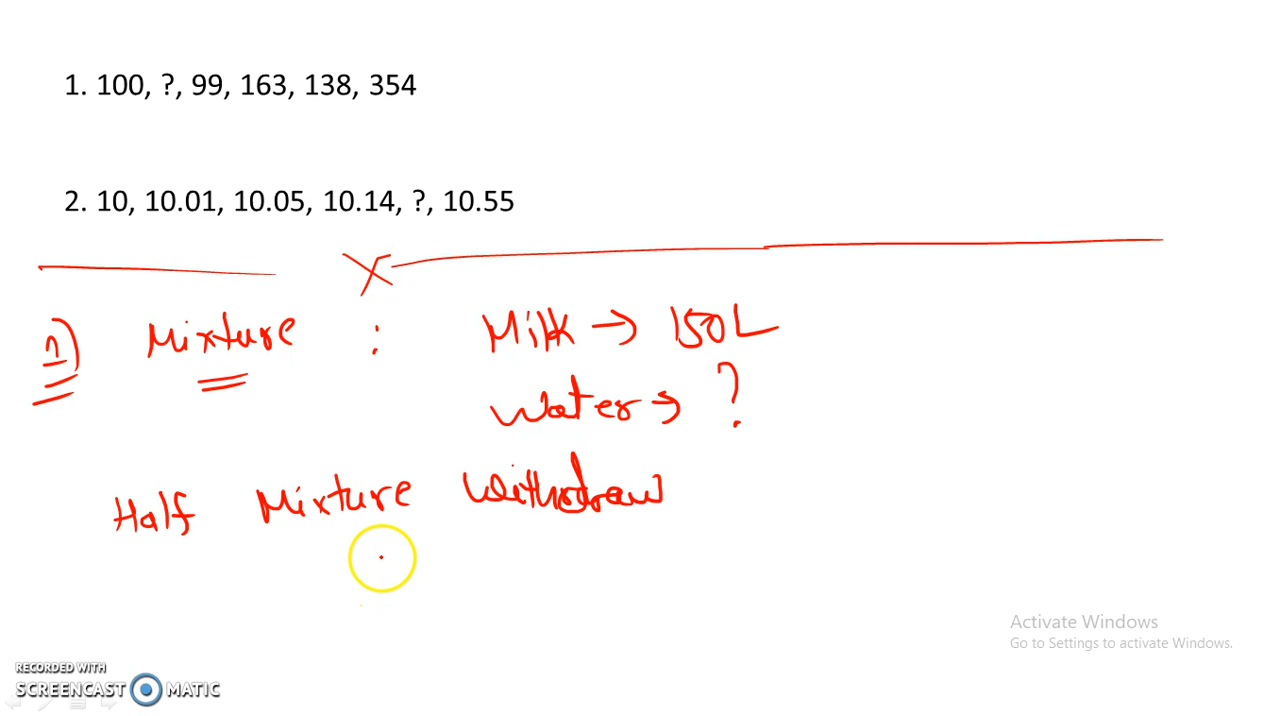 1. 100, ?, 99, 163, 138, 354
2. 10, 10.01, 10.05, 10.14, ?, 10.55
1) Mixture : Milk → 150L
Water → ?
Half Mixture Withdraw
Activate Windows
Go to Settings to activate Windows.
RECORDED WITH
SCREENCAST MATIC